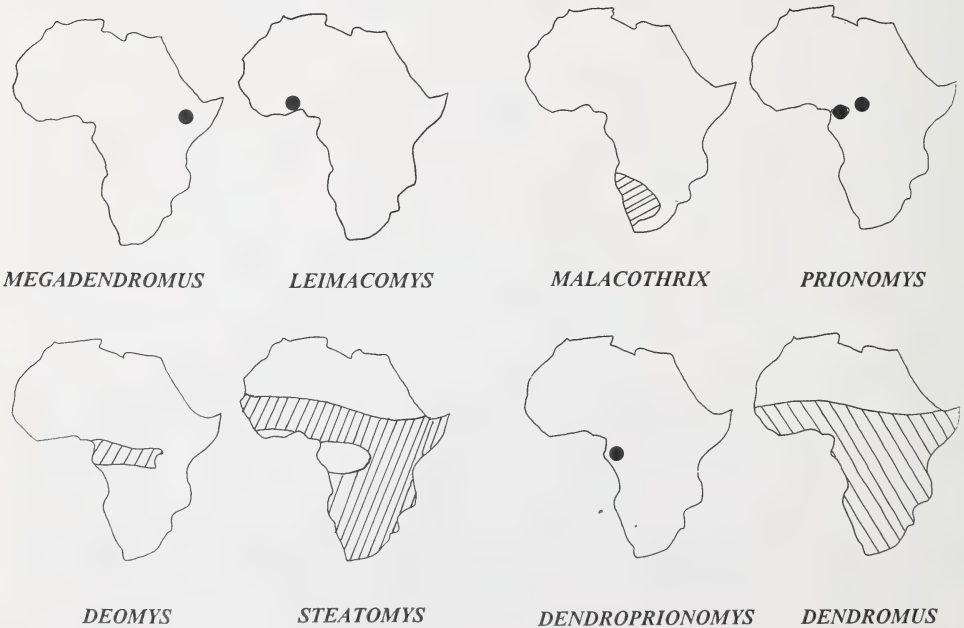 MEGADENDROMUS LEIMACOMYS MALACOTHRIX PRIONOMYS
DEOMYS STEATOMYS DENDROPRIONOMYS DENDROMUS